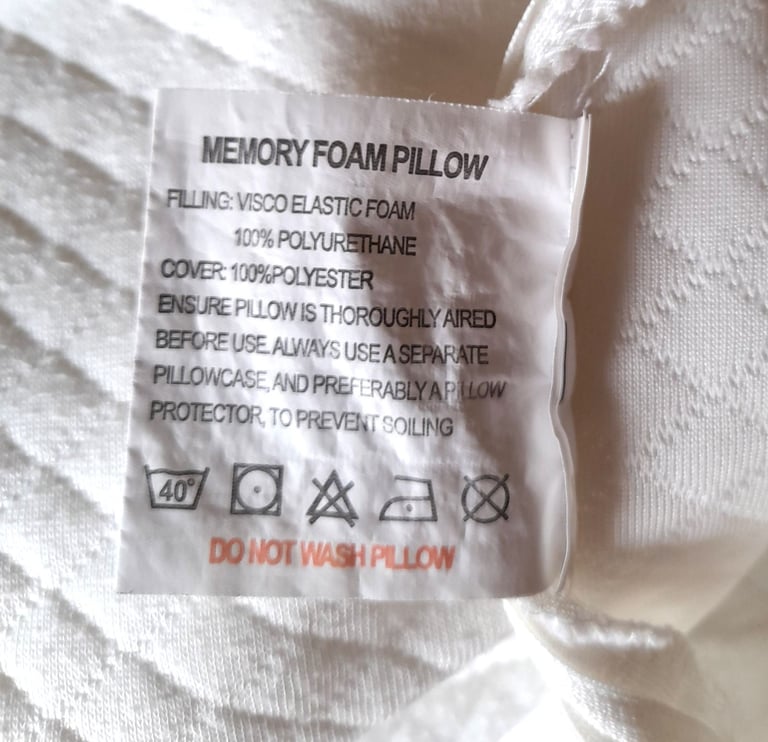 MEMORY FOAM PILLOW
FILLING: VISCO ELASTIC FOAM
100% POLYURETHANE
COVER: 100%POLYESTER
ENSURE PILLOW IS THOROUGHLY AIRED
BEFORE USE. ALWAYS USE A SEPARATE
PILLOWCASE, AND PREFERABLY A PILLOW
PROTECTOR, TO PREVENT SOILING
40°
DO NOT WASH PILLOW